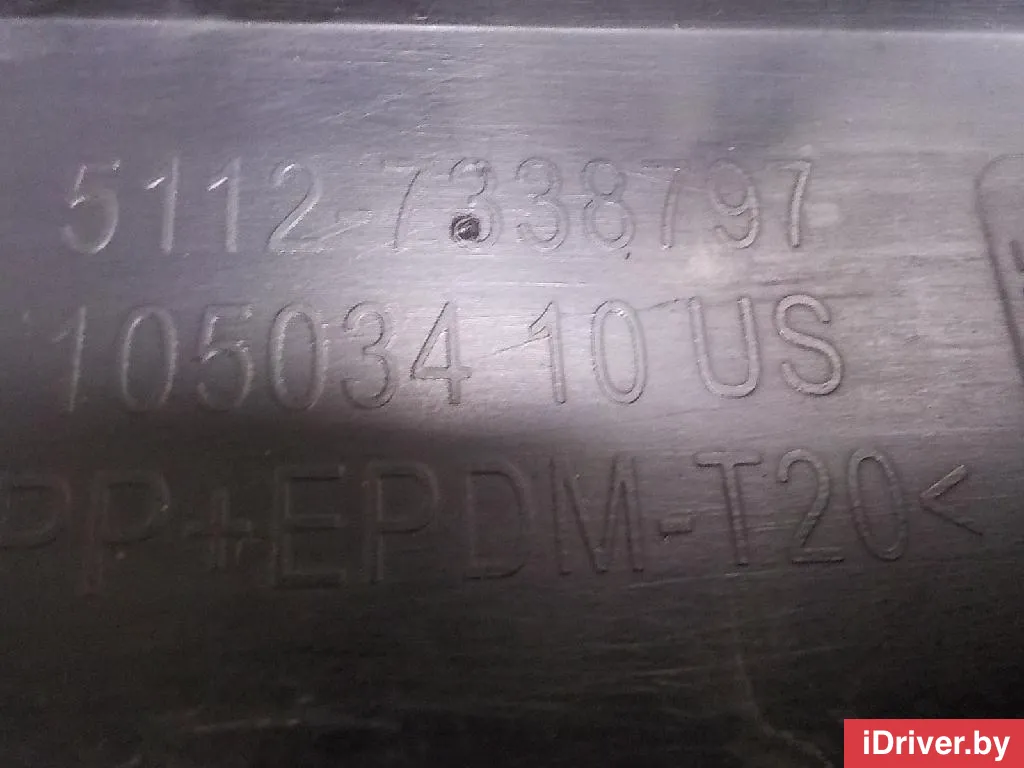 5112-7338797
105034 10 US
PP+EPDM-T20<
iDriver.by